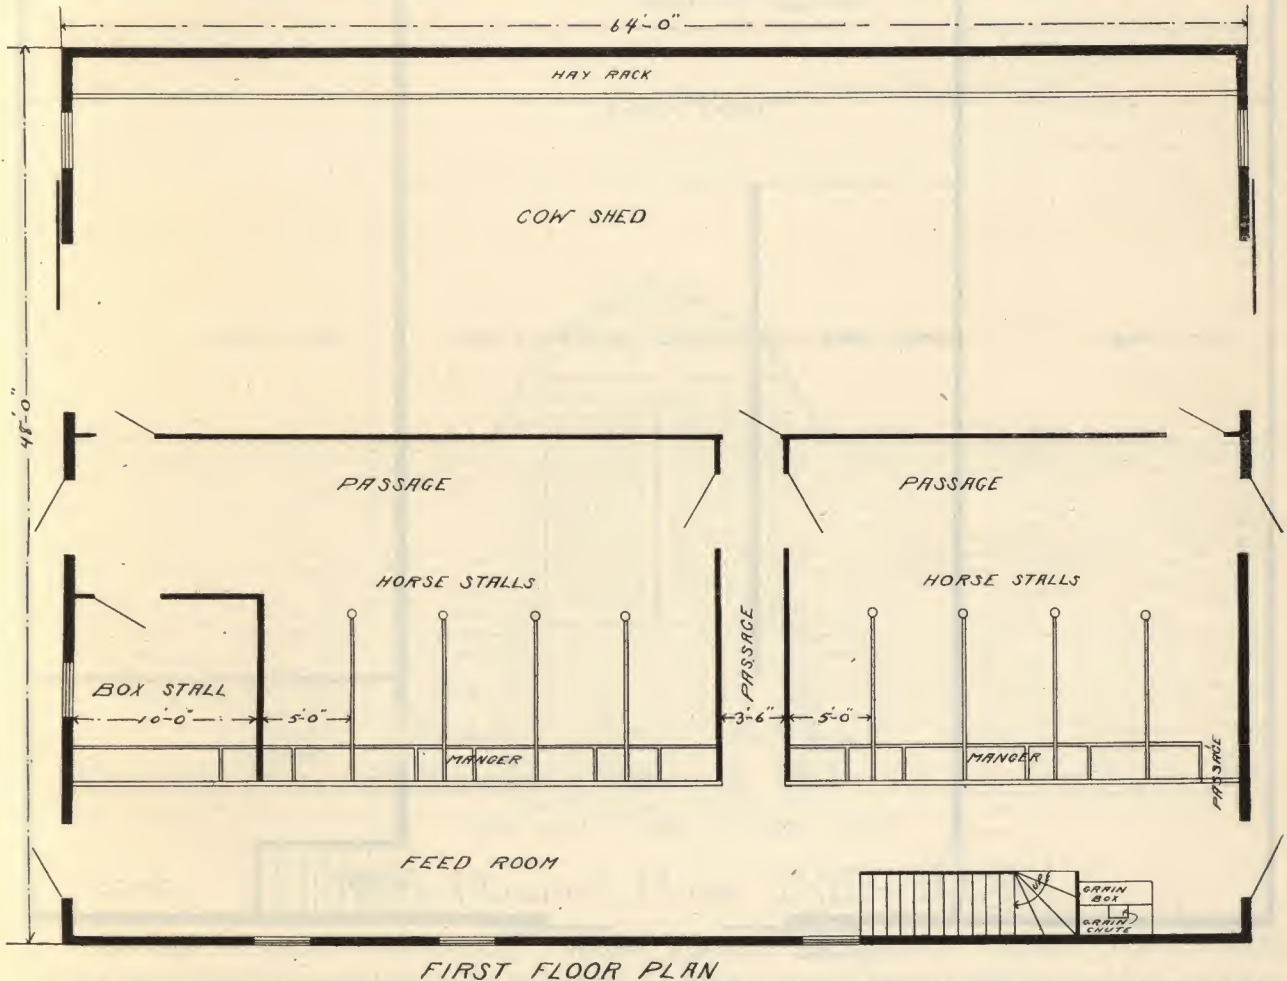 64'-0"
HAY RACK
COW SHED
48'-0"
PASSAGE
PASSAGE
HORSE STALLS
HORSE STALLS
PASSAGE
BOX STALL
10'-0"
5'-0"
3'-6"
5'-0"
MANGER
MANGER
PASSAGE
FEED ROOM
UP
GRAIN
BOX
GRAIN
CHUTE
FIRST FLOOR PLAN